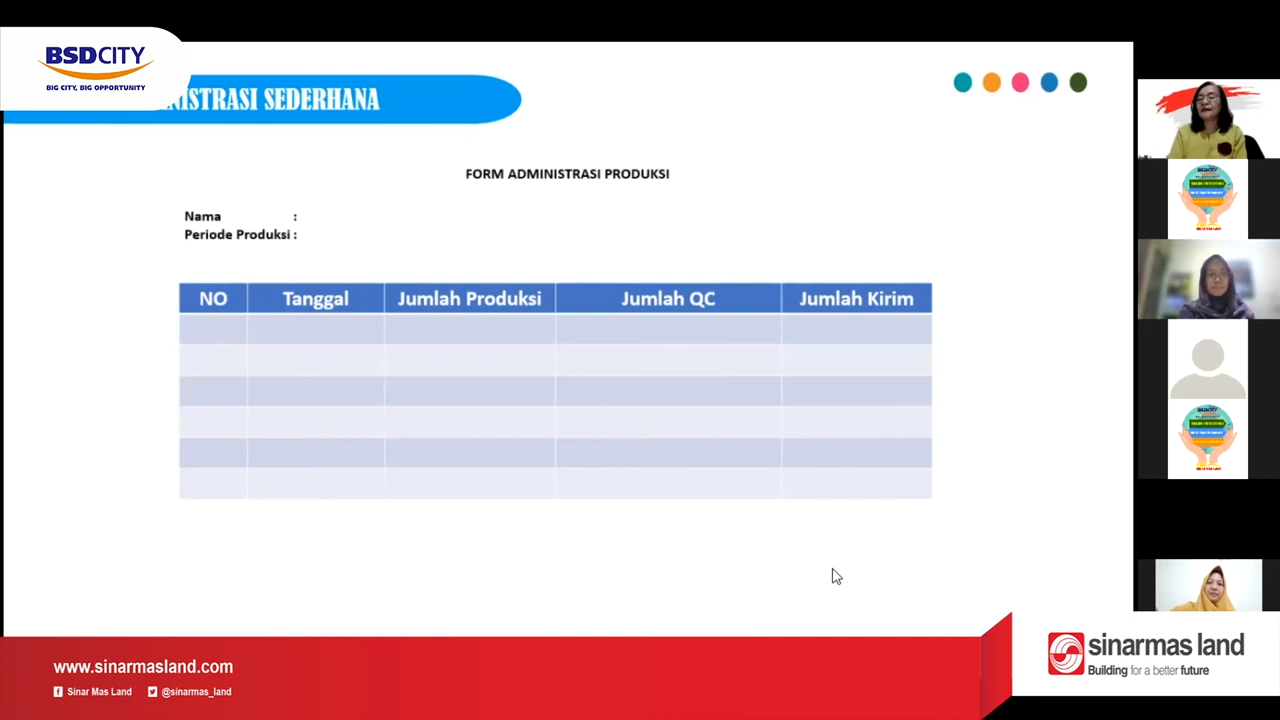 BSDCITY
BIG CITY, BIG OPPORTUNITY
SEDERHANA
FORM ADMINISTRASI PRODUKSI
Nama :
Periode Produksi :
NO Tanggal Jumlah Produksi Jumlah QC Jumlah Kirim
www.sinarmasland.com
Sinar Mas Land @sinarmas_land
sinarmas land
Building for a better future